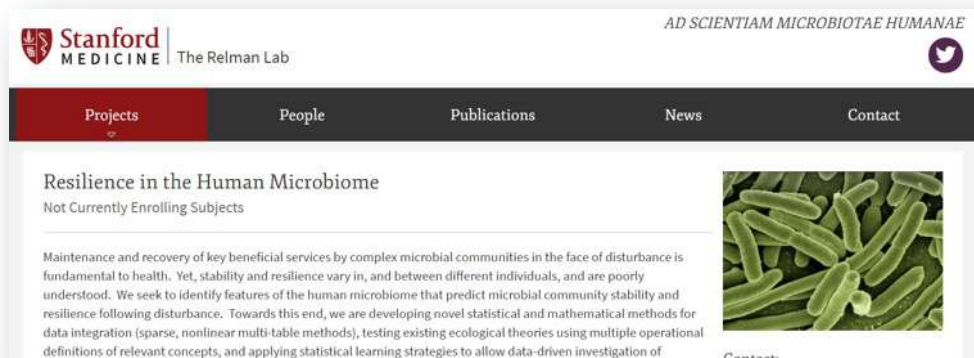 AD SCIENTIAM MICROBIOTAE HUMANAE
Stanford
MEDICINE
The Relman Lab
Projects
People
Publications
News
Contact
Resilience in the Human Microbiome
Not Currently Enrolling Subjects
Maintenance and recovery of key beneficial services by complex microbial communities in the face of disturbance is
fundamental to health. Yet, stability and resilience vary in, and between different individuals, and are poorly
understood. We seek to identify features of the human microbiome that predict microbial community stability and
resilience following disturbance. Towards this end, we are developing novel statistical and mathematical methods for
data integration (sparse, nonlinear multi-table methods), testing existing ecological theories using multiple operational
definitions of relevant concepts, and applying statistical learning strategies to allow data-driven investigation of
Contact: